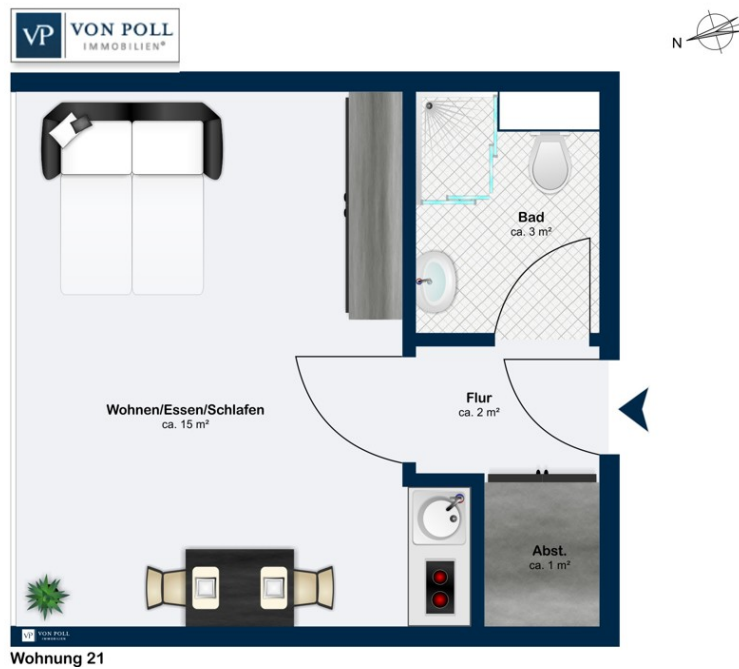 VP VON POLL
IMMOBILIEN®
N
Bad
ca. 3 m²
Wohnen/Essen/Schlafen
ca. 15 m²
Flur
ca. 2 m²
Abst.
ca. 1 m²
VP VON POLL
IMMOBILIEN
Wohnung 21